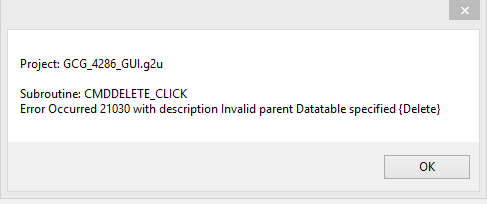 Project: GCG_4286_GUI.g2u
Subroutine: CMDDELETE_CLICK
Error Occurred 21030 with description Invalid parent Datatable specified {Delete}
OK